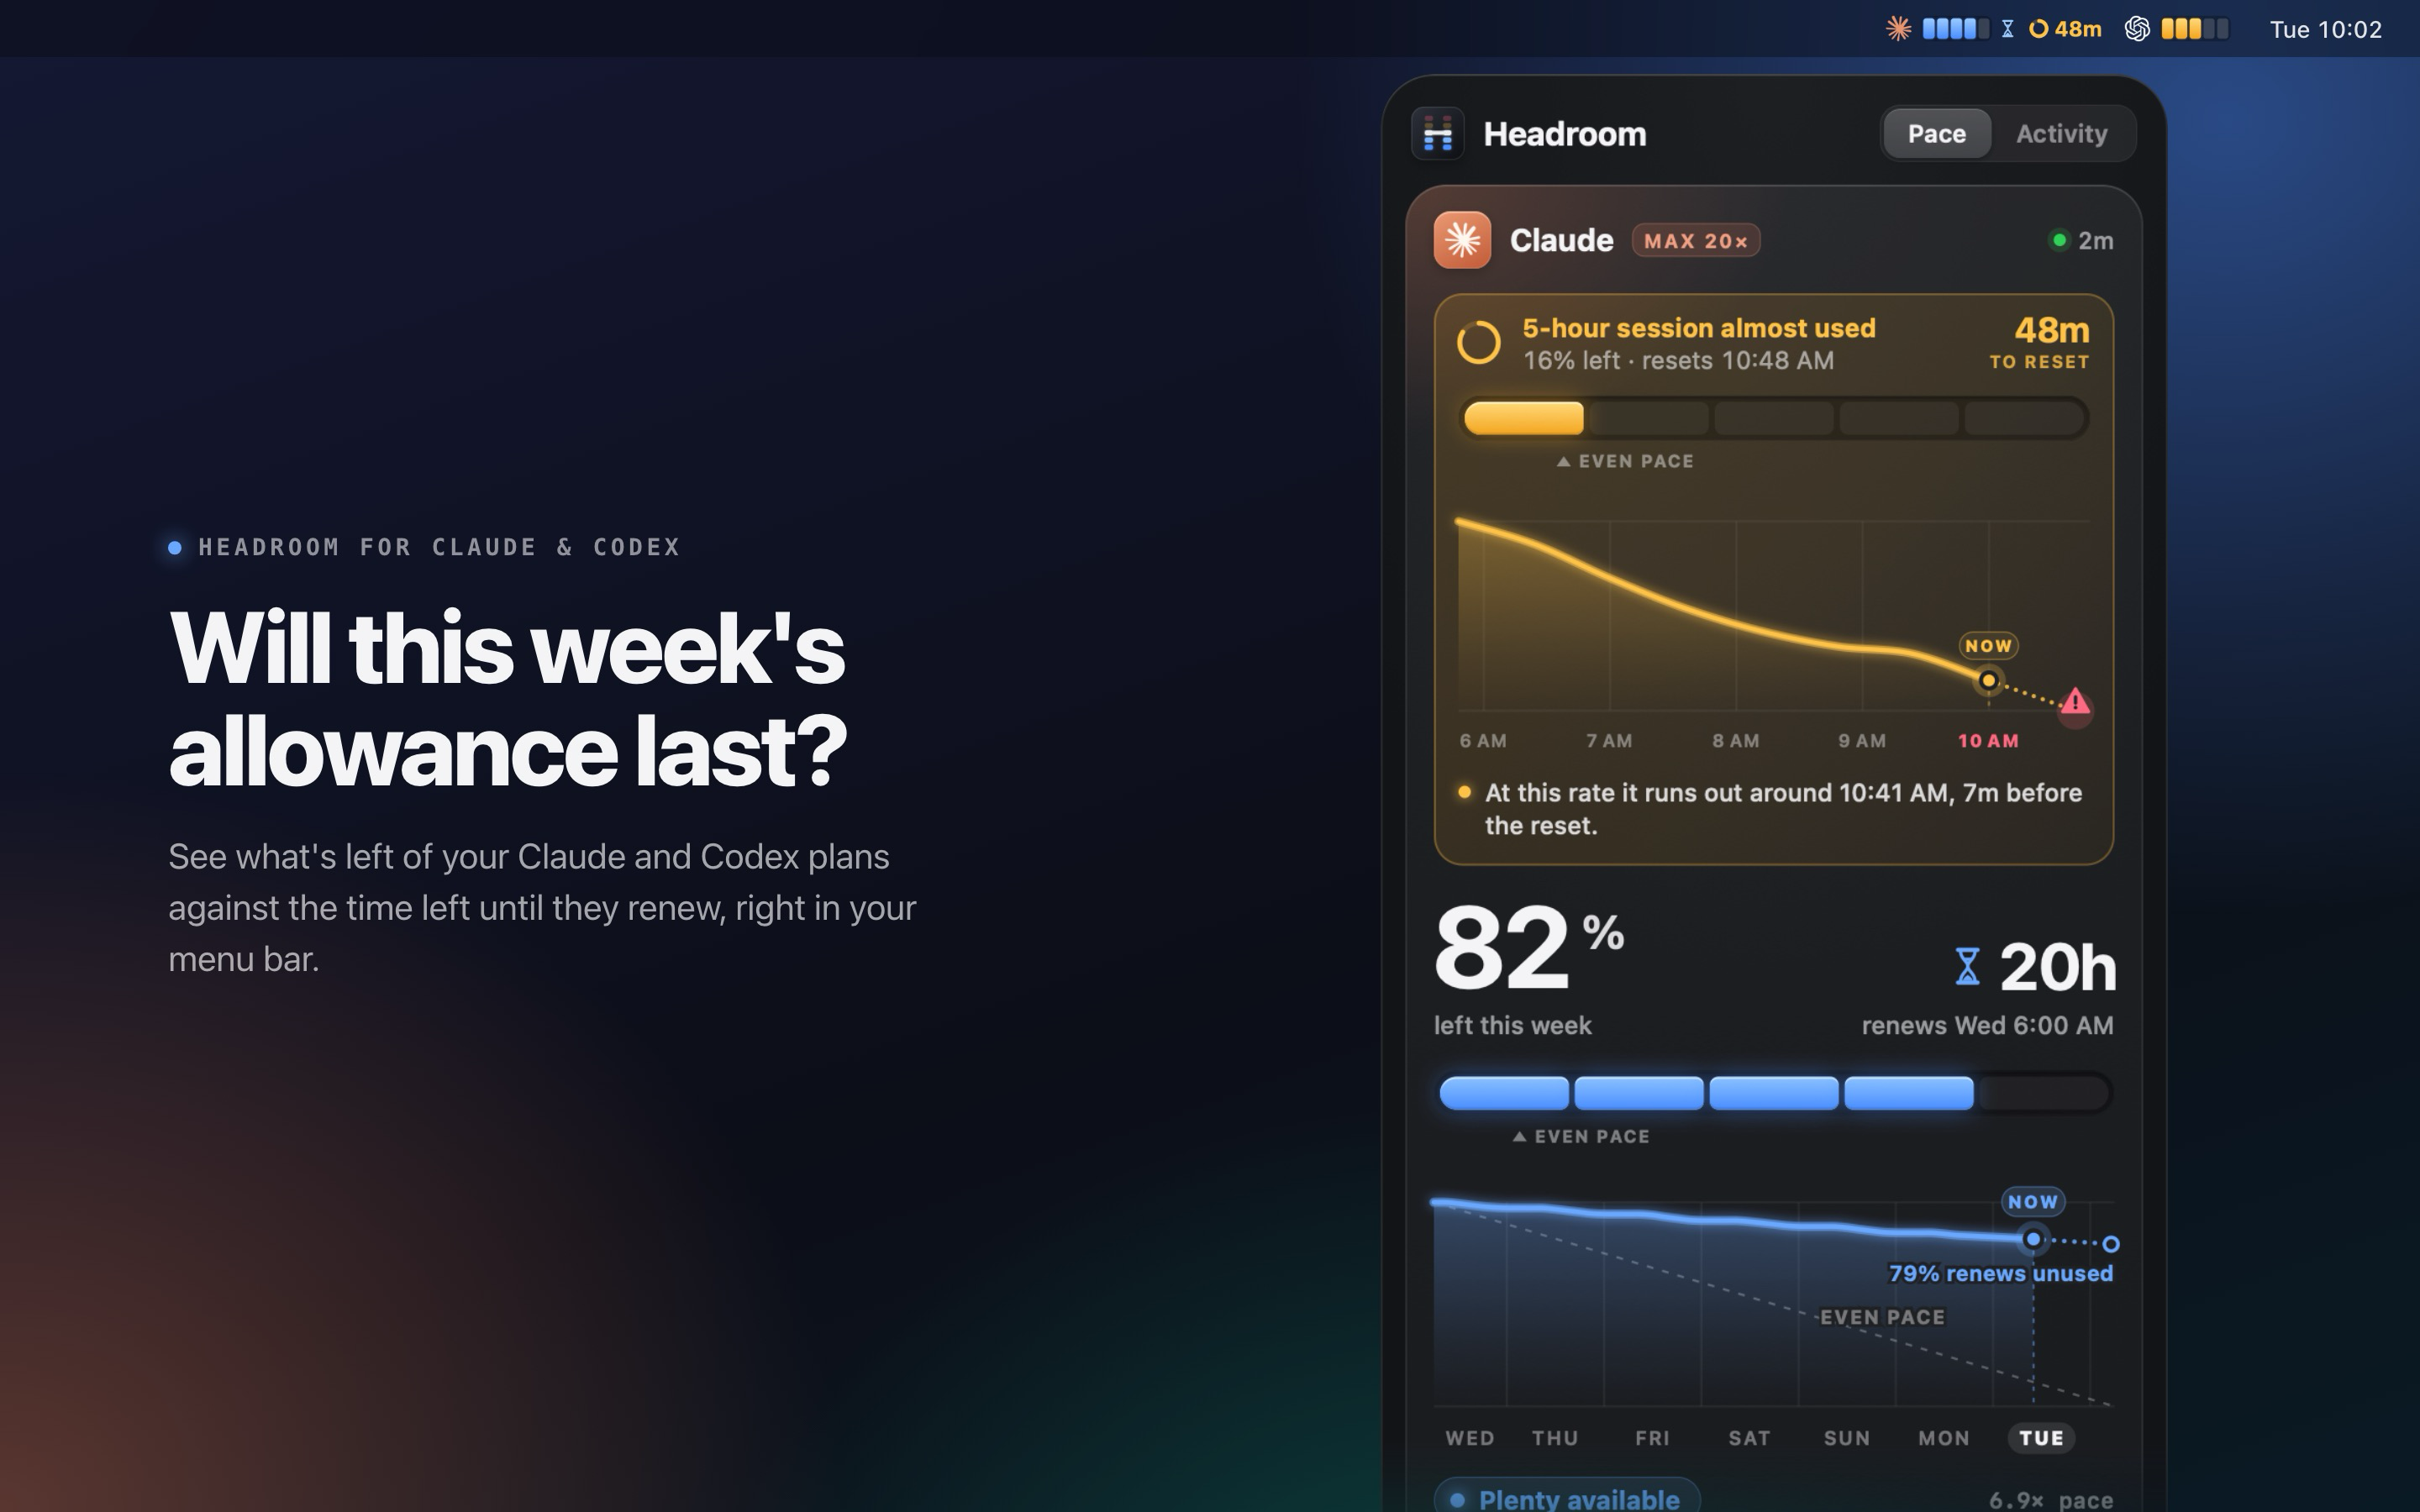 48m
Tue 10:02
Headroom
Pace
Activity
Claude
MAX 20×
2m
5-hour session almost used
16% left · resets 10:48 AM
48m
TO RESET
EVEN PACE
NOW
6 AM
7 AM
8 AM
9 AM
10 AM
At this rate it runs out around 10:41 AM, 7m before
the reset.
HEADROOM FOR CLAUDE & CODEX
Will this week's
allowance last?
See what's left of your Claude and Codex plans
against the time left until they renew, right in your
menu bar.
82%
left this week
20h
renews Wed 6:00 AM
EVEN PACE
NOW
79% renews unused
EVEN PACE
WED
THU
FRI
SAT
SUN
MON
TUE
Plenty available
6.9× pace